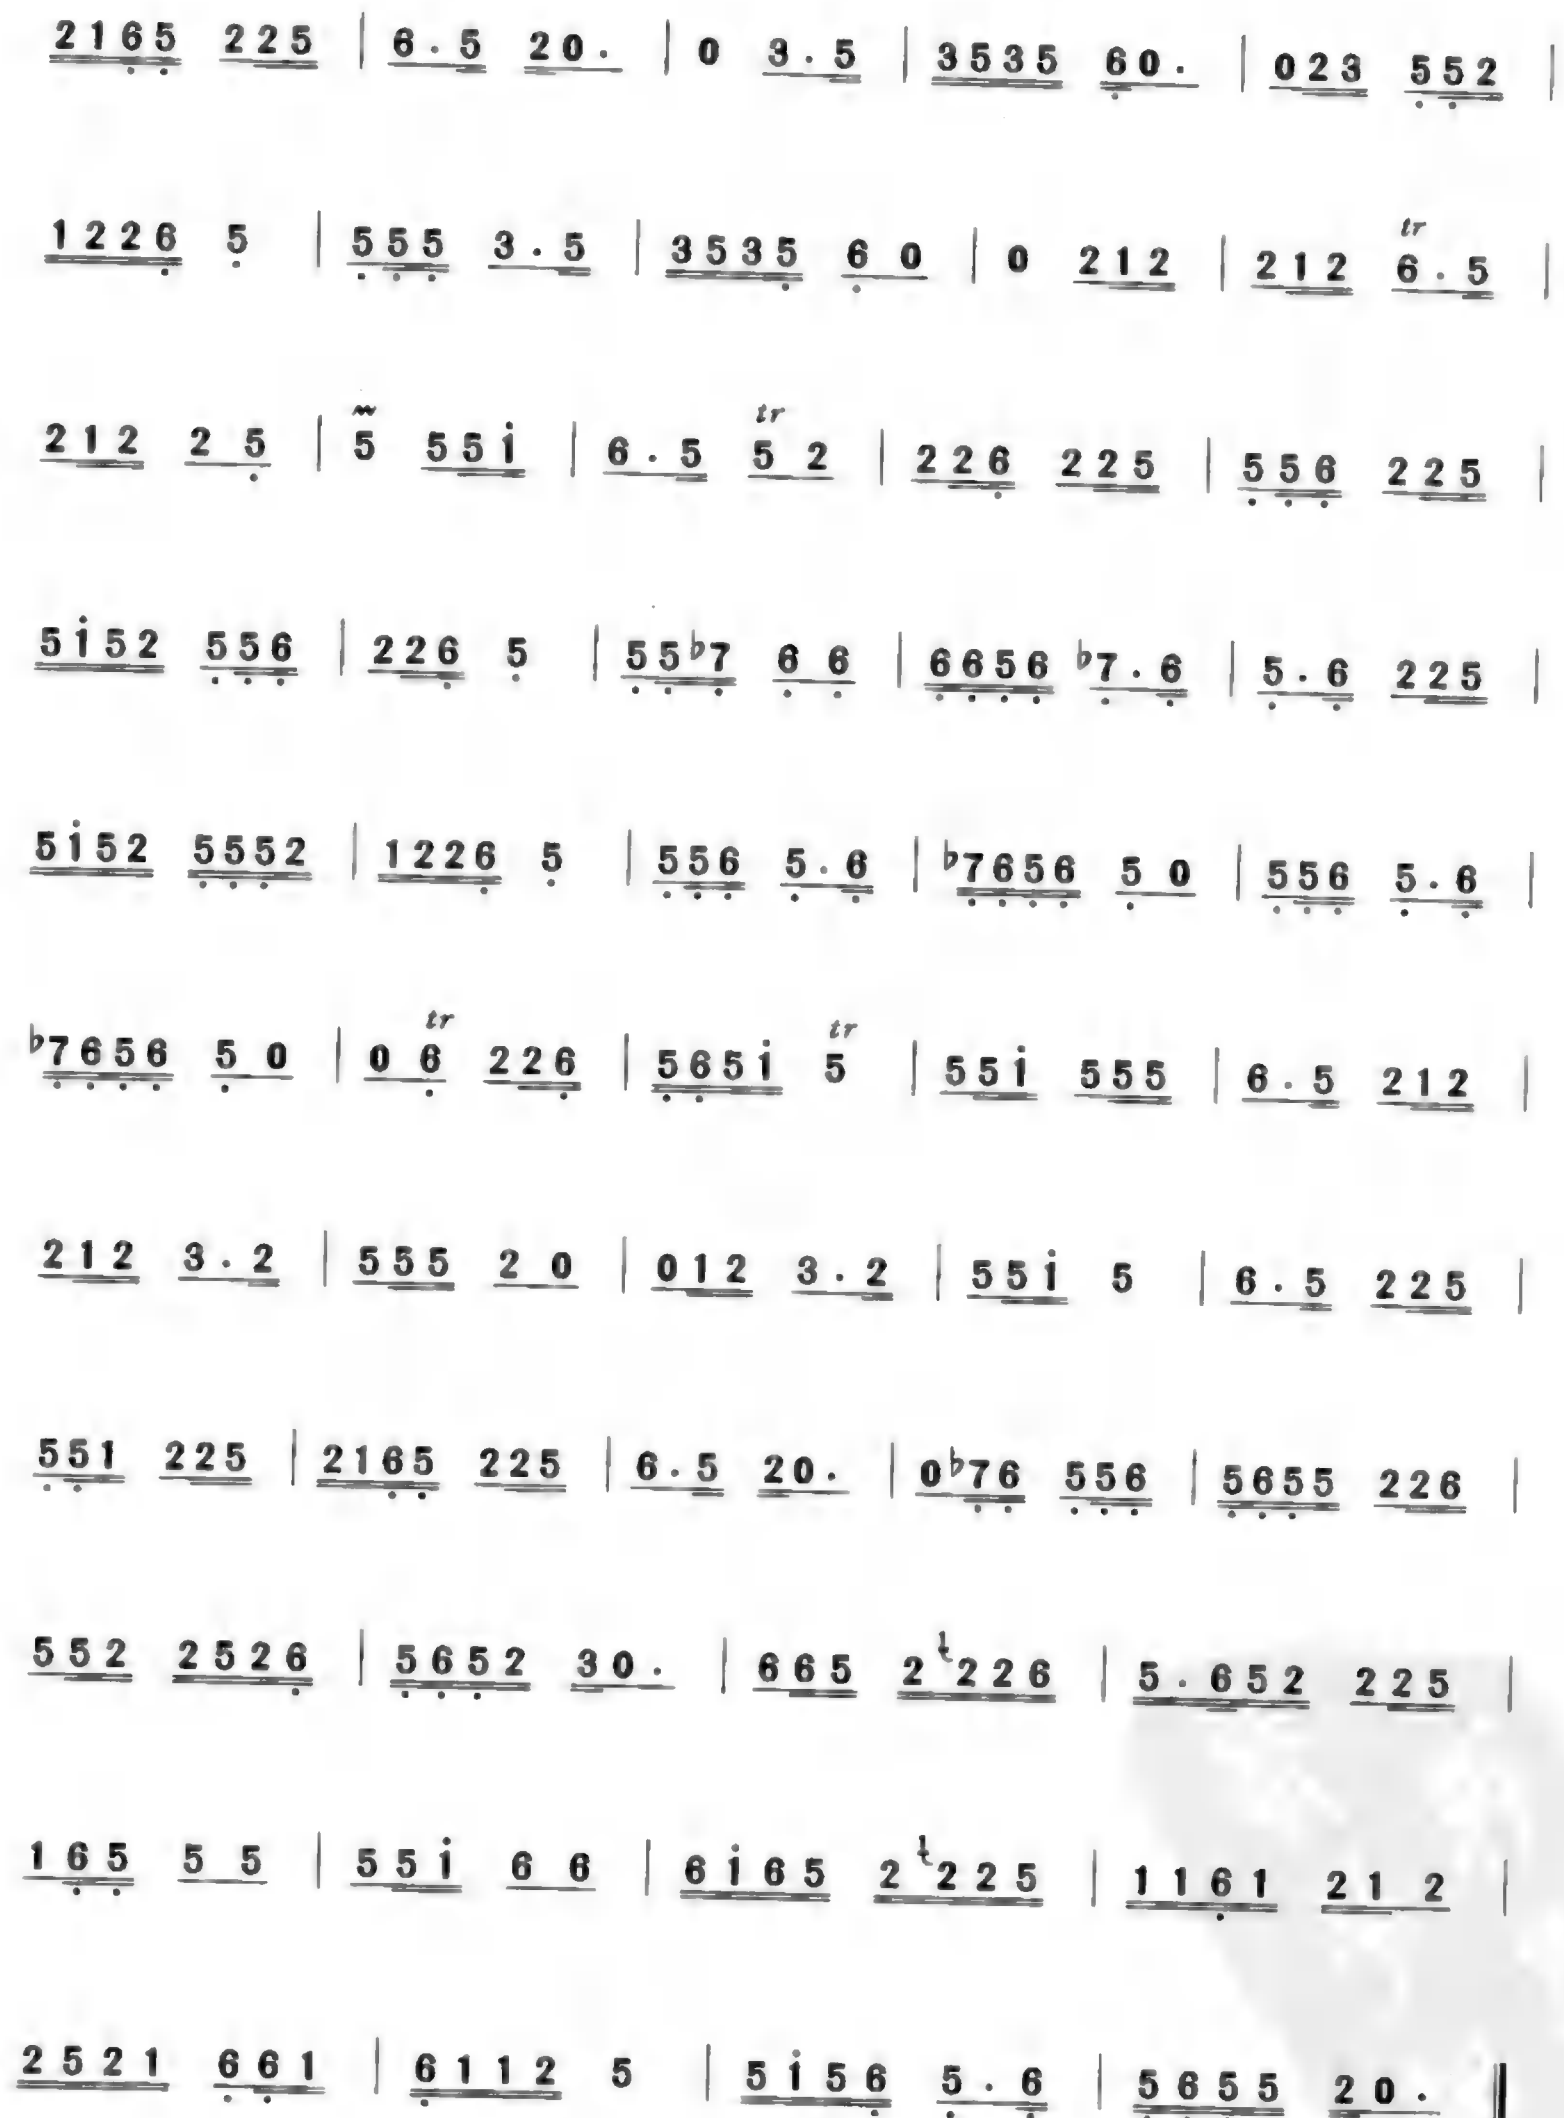 2165 225 | 6·5 20· | 0 3·5 | 3535 60· | 023 552 |
1226 5 | 555 3·5 | 3535 6 0 | 0 212 | 212 tr6·5 |
212 2 5 | 5 55i | 6·5 tr5 2 | 226 225 | 556 225 |
5i52 556 | 226 5 | 55♭7 6 6 | 6656 ♭7·6 | 5·6 225 |
5i52 5552 | 1226 5 | 556 5·6 | ♭7656 5 0 | 556 5·6 |
♭7656 5 0 | 0 tr6 226 | 565i tr5 | 55i 555 | 6·5 212 |
212 3·2 | 555 2 0 | 012 3·2 | 55i 5 | 6·5 225 |
551 225 | 2165 225 | 6·5 20· | 0♭76 556 | 5655 226 |
552 2526 | 5652 30· | 665 2 1226 | 5·652 225 |
165 5 5 | 55i 6 6 | 6i65 2 1225 | 1161 21 2 |
2521 661 | 6112 5 | 5i56 5·6 | 5655 20· ‖